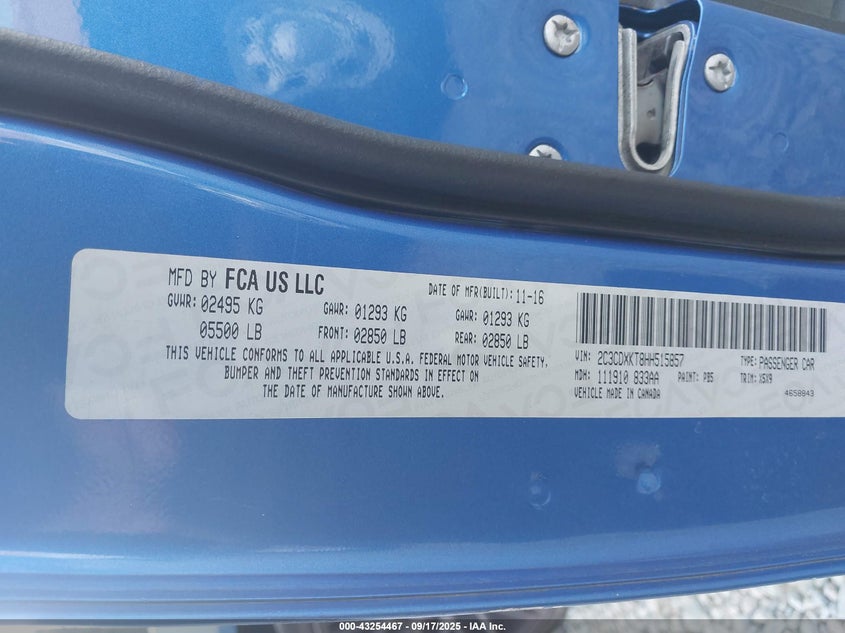 MFD BY FCA US LLC
DATE OF MFR(BUILT): 11-16
GVWR: 02495 KG
GAWR: 01293 KG
GAWR: 01293 KG
05500 LB
FRONT: 02850 LB
REAR: 02850 LB
THIS VEHICLE CONFORMS TO ALL APPLICABLE U.S.A. FEDERAL MOTOR VEHICLE SAFETY,
BUMPER AND THEFT PREVENTION STANDARDS IN EFFECT ON
THE DATE OF MANUFACTURE SHOWN ABOVE.
VIN: 2C3CDXKT8HH515857
TYPE: PASSENGER CAR
MDH: 111910 833AA
PAINT: PB5
TRIM: X5X9
VEHICLE MADE IN CANADA
4658943
000-43254467 - 09/17/2025 - IAA Inc.